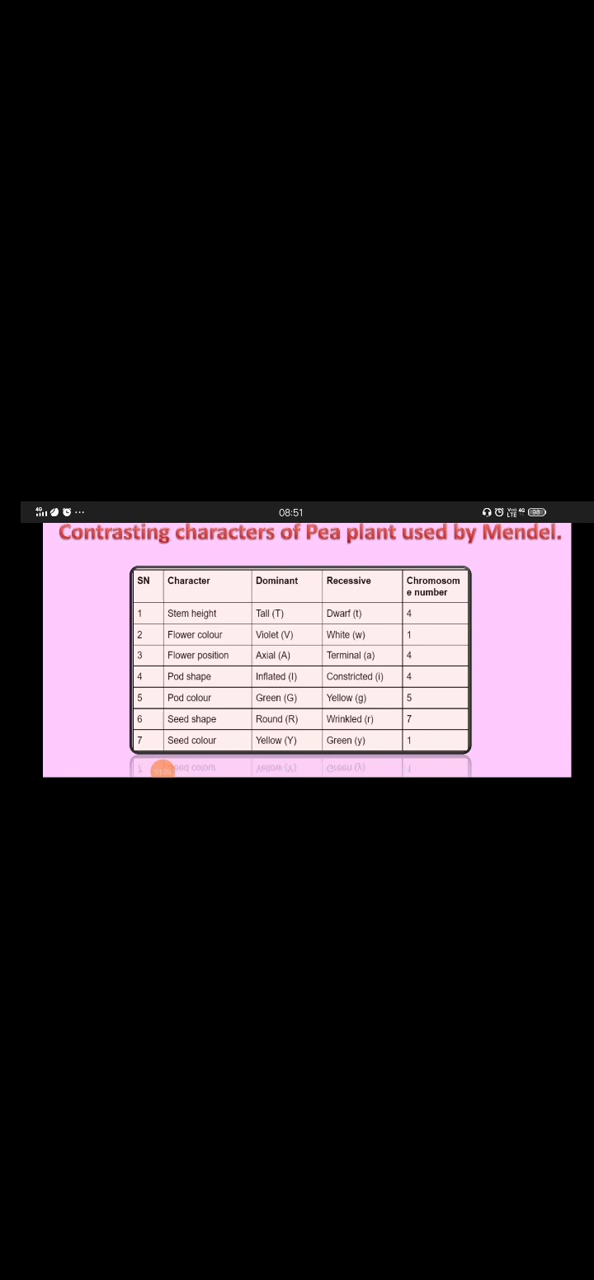 08:51
Contrasting characters of Pea plant used by Mendel.
SN Character Dominant Recessive Chromosom
e number
1 Stem height Tall (T) Dwarf (t) 4
2 Flower colour Violet (V) White (w) 1
3 Flower position Axial (A) Terminal (a) 4
4 Pod shape Inflated (I) Constricted (i) 4
5 Pod colour Green (G) Yellow (g) 5
6 Seed shape Round (R) Wrinkled (r) 7
7 Seed colour Yellow (Y) Green (y) 1